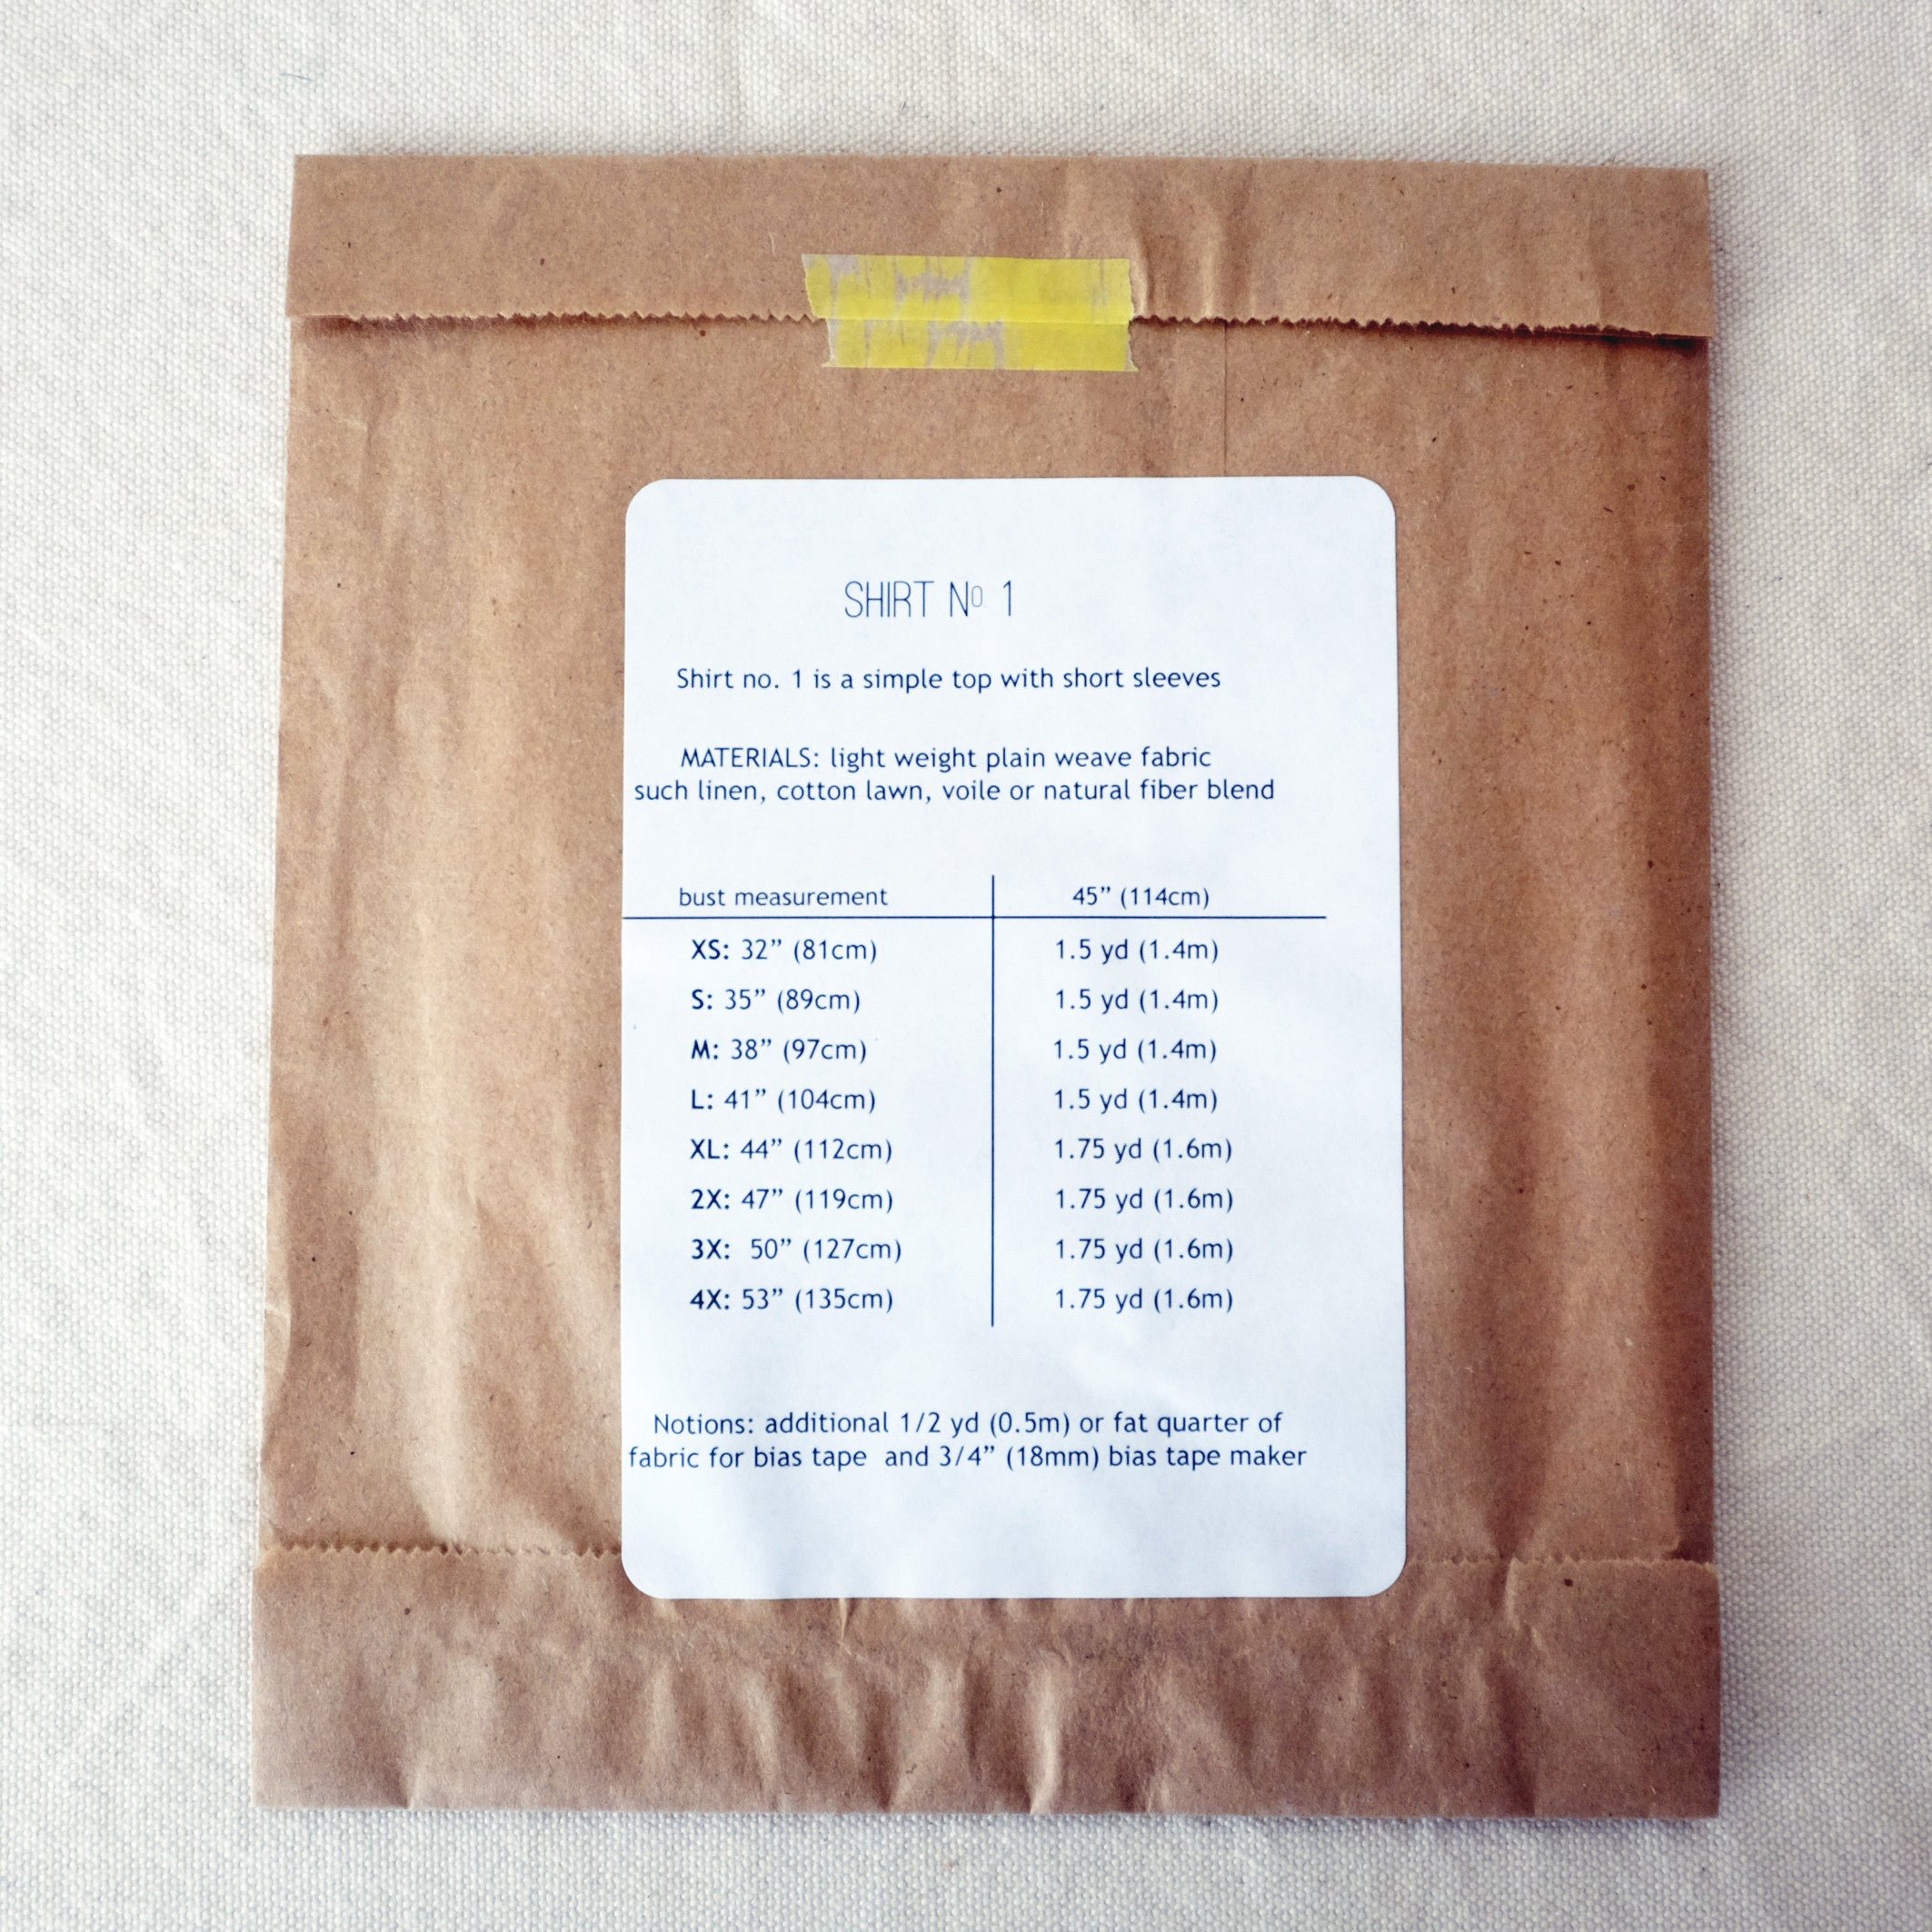 SHIRT Nº 1
Shirt no. 1 is a simple top with short sleeves
MATERIALS: light weight plain weave fabric
such linen, cotton lawn, voile or natural fiber blend
bust measurement 45” (114cm)
XS: 32” (81cm) 1.5 yd (1.4m)
S: 35” (89cm) 1.5 yd (1.4m)
M: 38” (97cm) 1.5 yd (1.4m)
L: 41” (104cm) 1.5 yd (1.4m)
XL: 44” (112cm) 1.75 yd (1.6m)
2X: 47” (119cm) 1.75 yd (1.6m)
3X: 50” (127cm) 1.75 yd (1.6m)
4X: 53” (135cm) 1.75 yd (1.6m)
Notions: additional 1/2 yd (0.5m) or fat quarter of
fabric for bias tape and 3/4” (18mm) bias tape maker